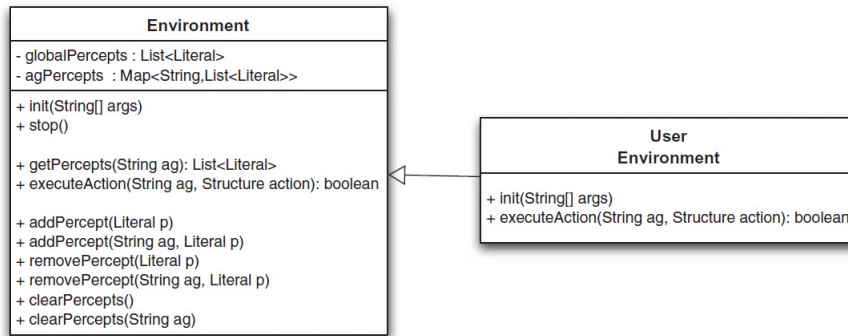 Environment
- globalPercepts : List<Literal>
- agPercepts : Map<String,List<Literal>>
+ init(String[] args)
+ stop()
+ getPercepts(String ag): List<Literal>
+ executeAction(String ag, Structure action): boolean
+ addPercept(Literal p)
+ addPercept(String ag, Literal p)
+ removePercept(Literal p)
+ removePercept(String ag, Literal p)
+ clearPercepts()
+ clearPercepts(String ag)
User
Environment
+ init(String[] args)
+ executeAction(String ag, Structure action): boolean